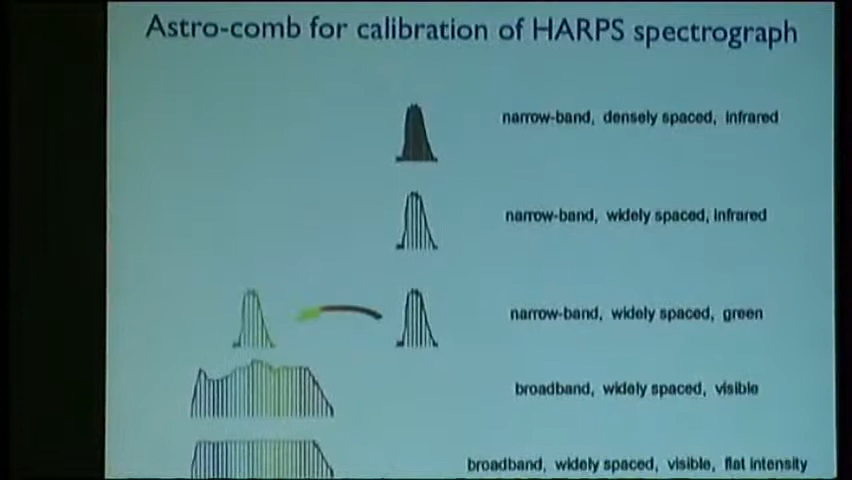 Astro-comb for calibration of HARPS spectrograph
narrow-band, densely spaced, infrared
narrow-band, widely spaced, infrared
narrow-band, widely spaced, green
broadband, widely spaced, visible
broadband, widely spaced, visible, flat intensity